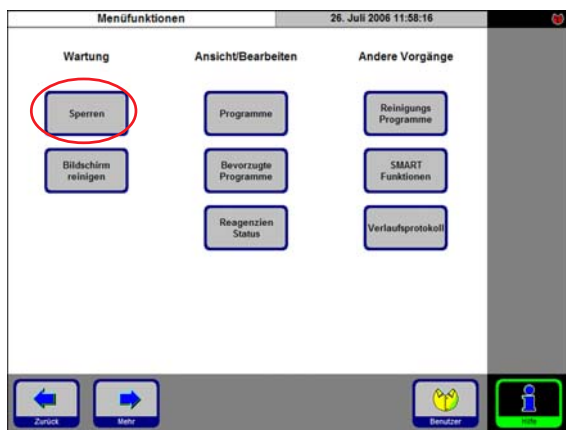 Menüfunktionen
26. Juli 2006 11:58:16
Wartung
Ansicht/Bearbeiten
Andere Vorgänge
Sperren
Programme
Reinigungs
Programme
Bildschirm
reinigen
Bevorzugte
Programme
SMART
Funktionen
Reagenzien
Status
Verlaufsprotokoll
Zurück
Mehr
Benutzer
Hilfe